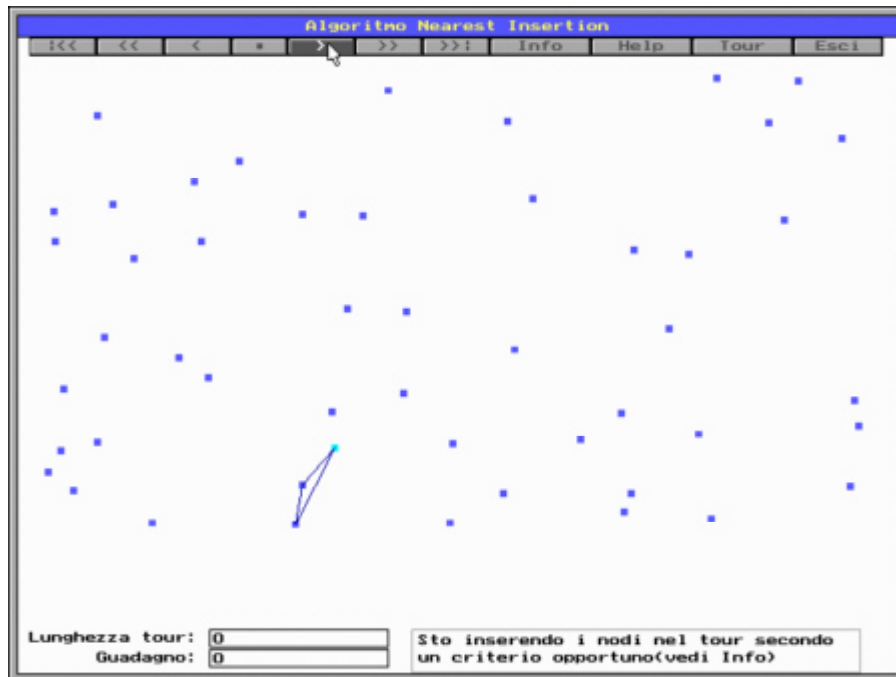 Algoritmo Nearest Insertion
:<< << < ▪ > >> >>: Info Help Tour Esci
Lunghezza tour: 0
Guadagno: 0
Sto inserendo i nodi nel tour secondo
un criterio opportuno(vedi Info)